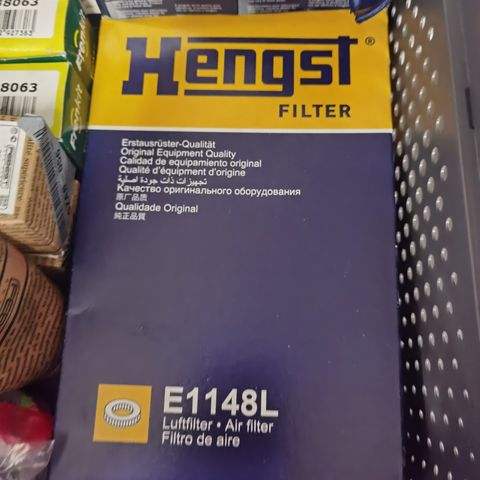 Hengst®
FILTER
Erstausrüster-Qualität
Original Equipment Quality
Calidad de equipamiento original
Qualité d'équipement d'origine
تجهيزات ذات جودة اصلية
Качество оригинального оборудования
原厂品质
Qualidade Original
純正品質
E1148L
Luftfilter • Air filter
Filtro de aire
8063
8063